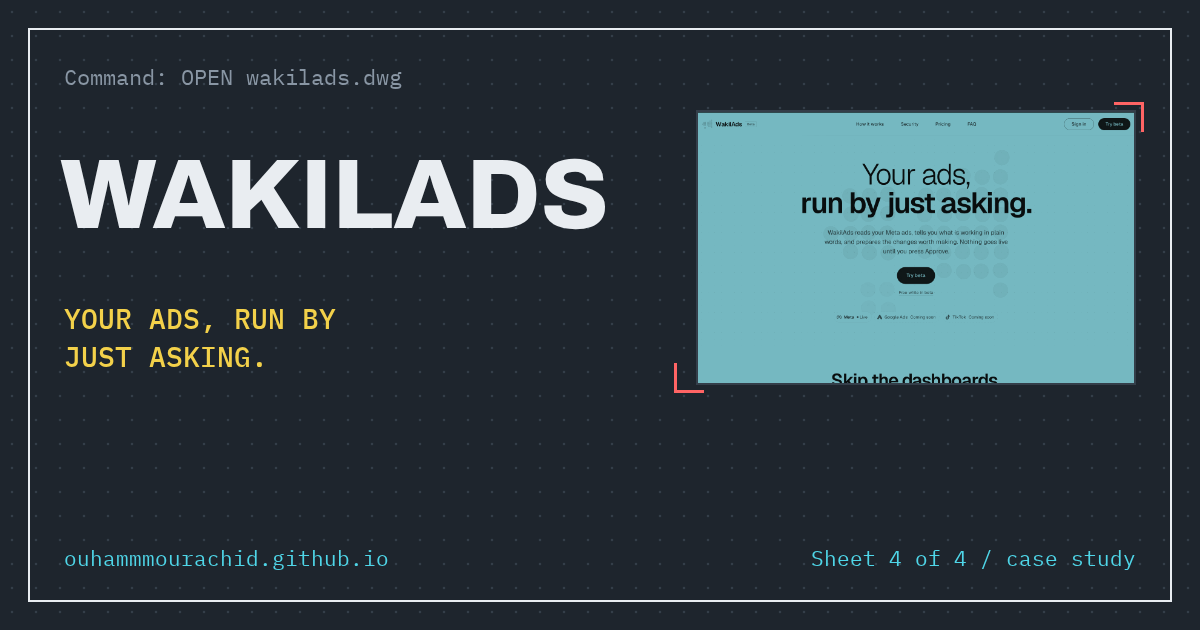 Command: OPEN wakilads.dwg
WAKILADS
YOUR ADS, RUN BY
JUST ASKING.
WakilAds
How it works Security Pricing FAQ
Sign in Try beta
Your ads,
run by just asking.
WakilAds reads your Meta ads, tells you what is working in plain
words, and prepares the changes worth making. Nothing goes live
until you press Approve.
Try beta
Meta • Live Google Ads Coming soon TikTok Coming soon
Skip the dashboards
ouhammmourachid.github.io
Sheet 4 of 4 / case study